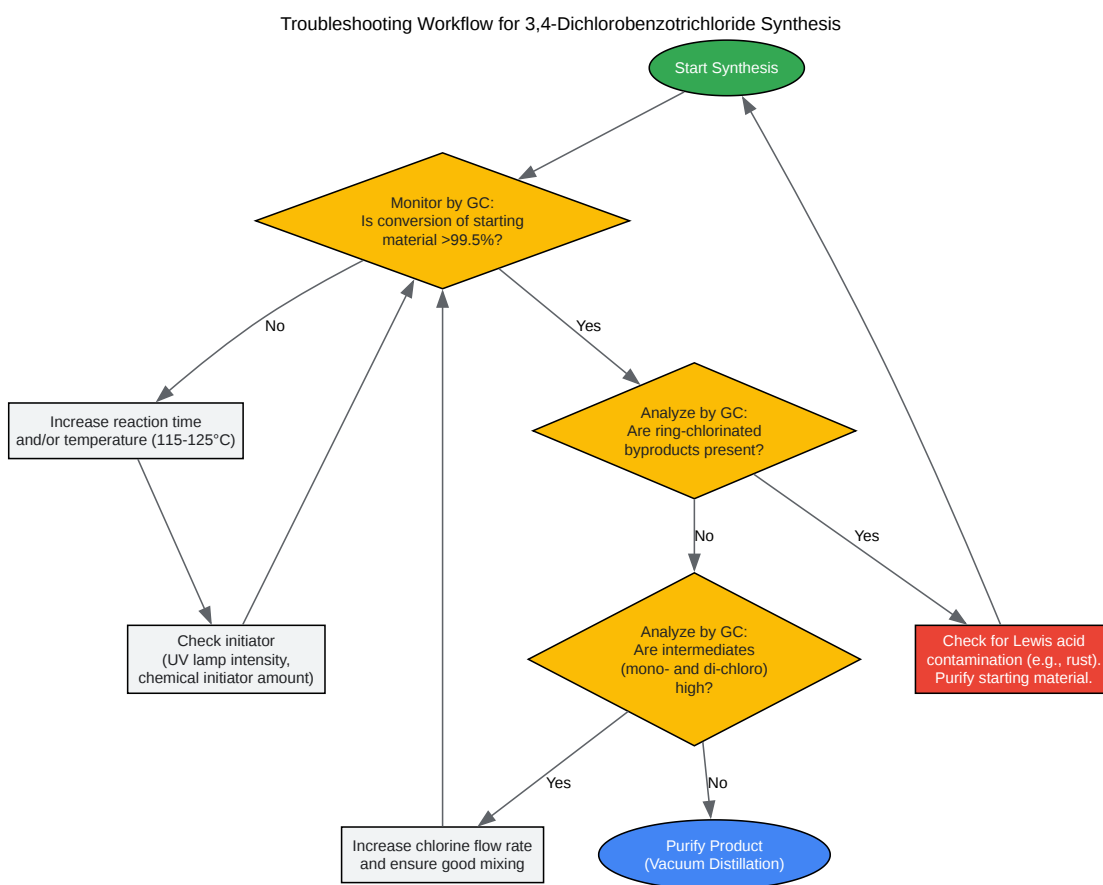 Troubleshooting Workflow for 3,4-Dichlorobenzotrichloride Synthesis
Start Synthesis
Monitor by GC:
Is conversion of starting
material >99.5%?
No
Yes
Increase reaction time
and/or temperature (115-125°C)
Analyze by GC:
Are ring-chlorinated
byproducts present?
No
Yes
Check initiator
(UV lamp intensity,
chemical initiator amount)
Analyze by GC:
Are intermediates
(mono- and di-chloro)
high?
Check for Lewis acid
contamination (e.g., rust).
Purify starting material.
Yes
No
Increase chlorine flow rate
and ensure good mixing
Purify Product
(Vacuum Distillation)